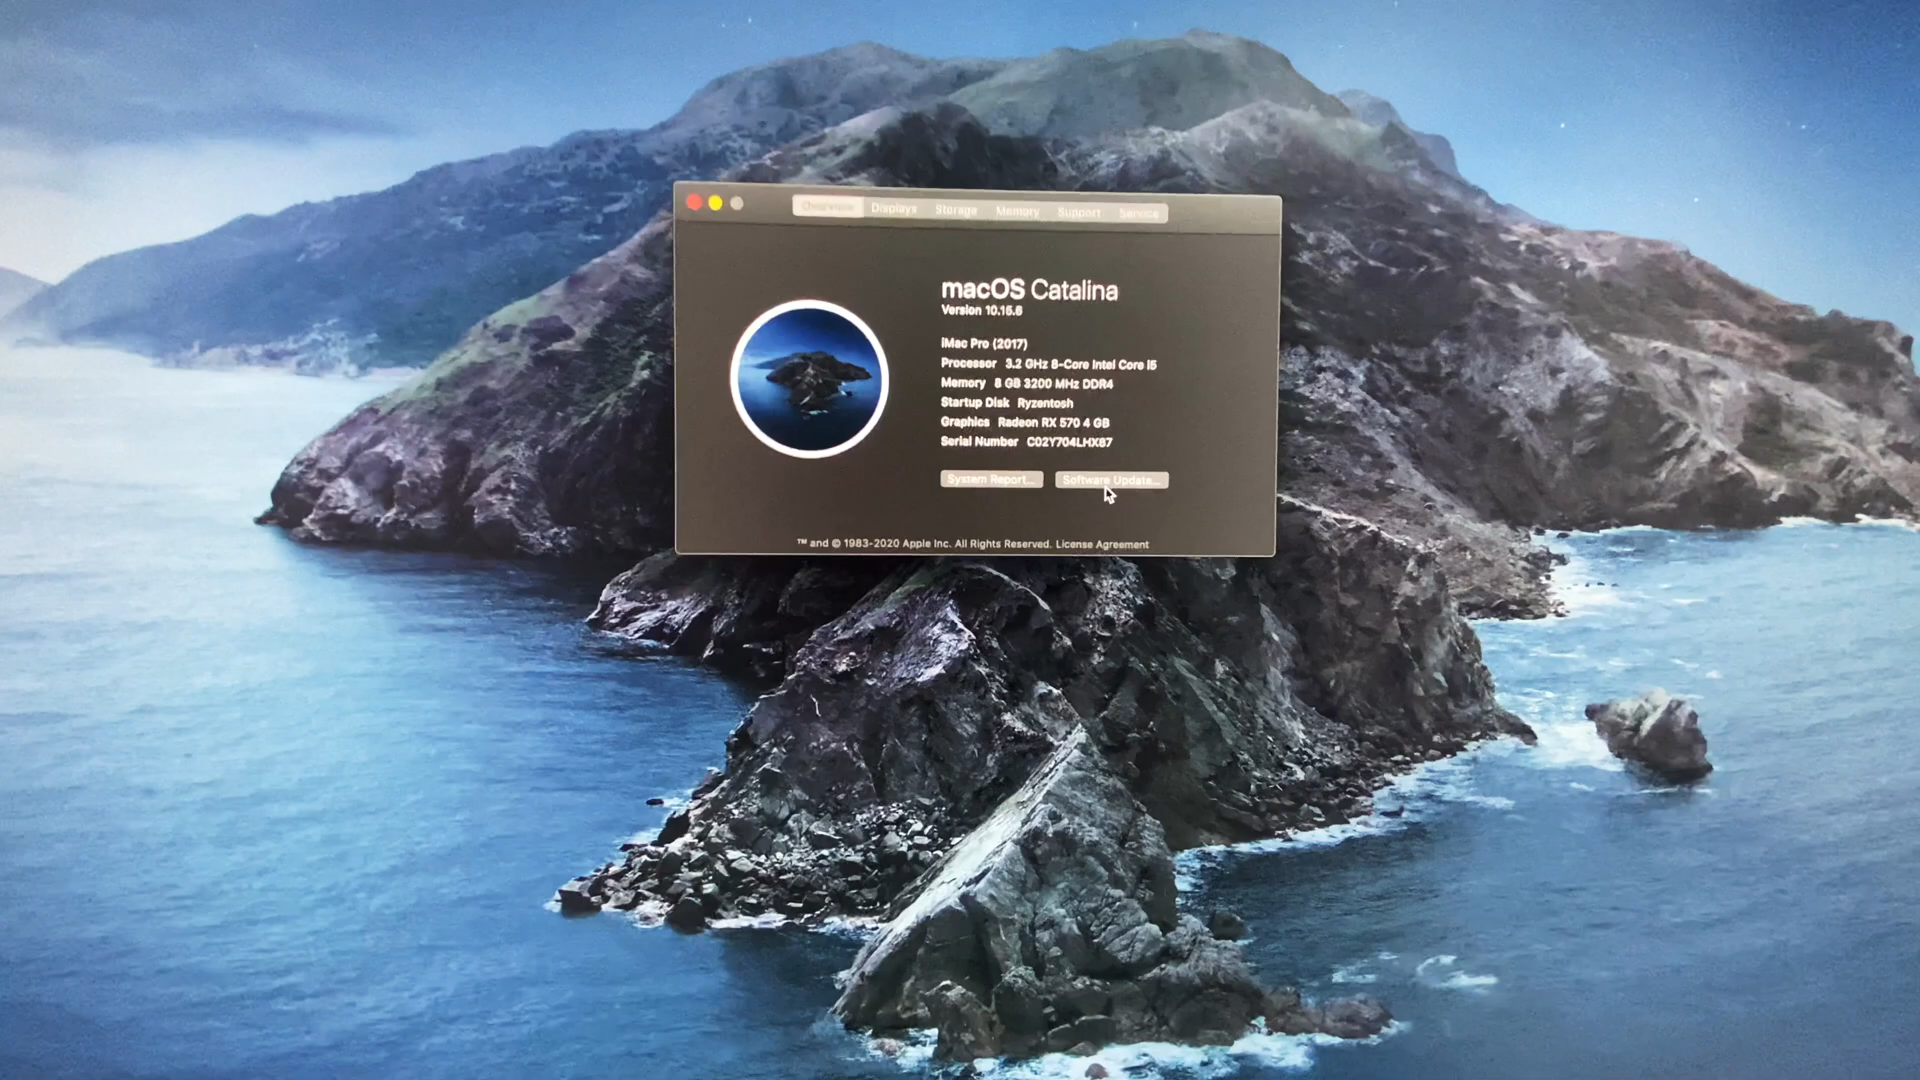 Overview Displays Storage Memory Support Service
macOS Catalina
Version 10.15.6
iMac Pro (2017)
Processor 3.2 GHz 8-Core Intel Core i5
Memory 8 GB 3200 MHz DDR4
Startup Disk Ryzentosh
Graphics Radeon RX 570 4 GB
Serial Number C02Y704LHX87
System Report... Software Update...
™ and © 1983-2020 Apple Inc. All Rights Reserved. License Agreement